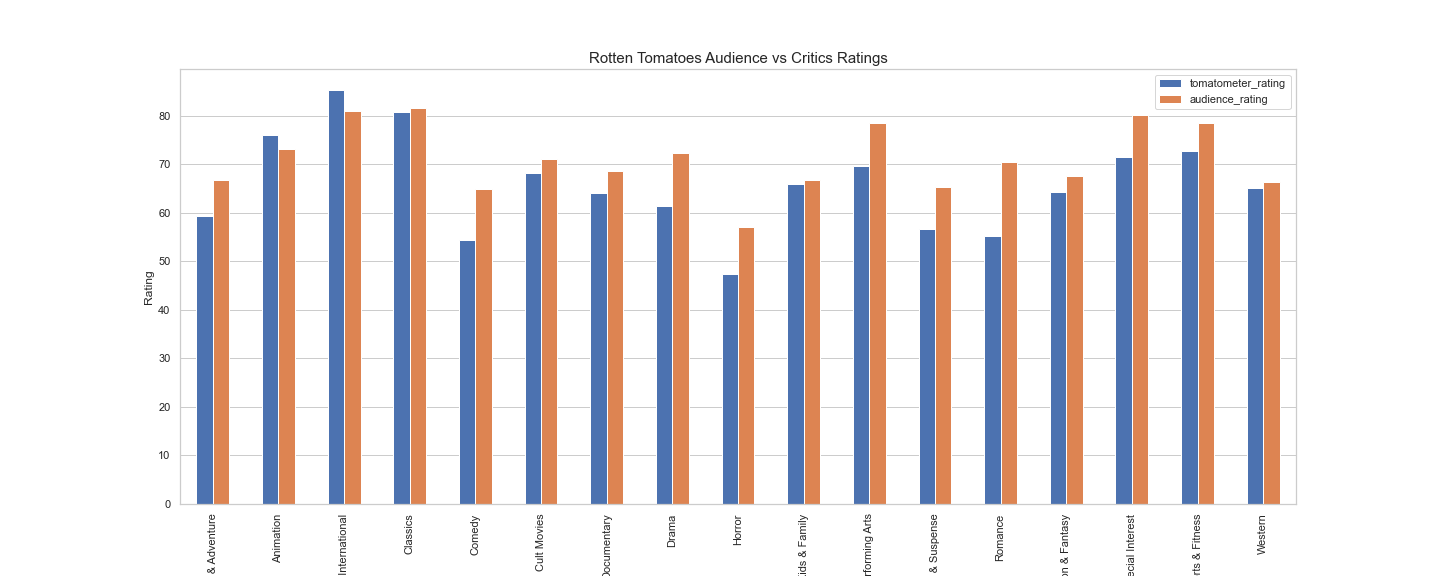 Rotten Tomatoes Audience vs Critics Ratings
tomatometer_rating
audience_rating
Rating
80
70
60
50
40
30
20
10
0
& Adventure
Animation
International
Classics
Comedy
Cult Movies
Documentary
Drama
Horror
Kids & Family
rforming Arts
& Suspense
Romance
on & Fantasy
ecial Interest
rts & Fitness
Western